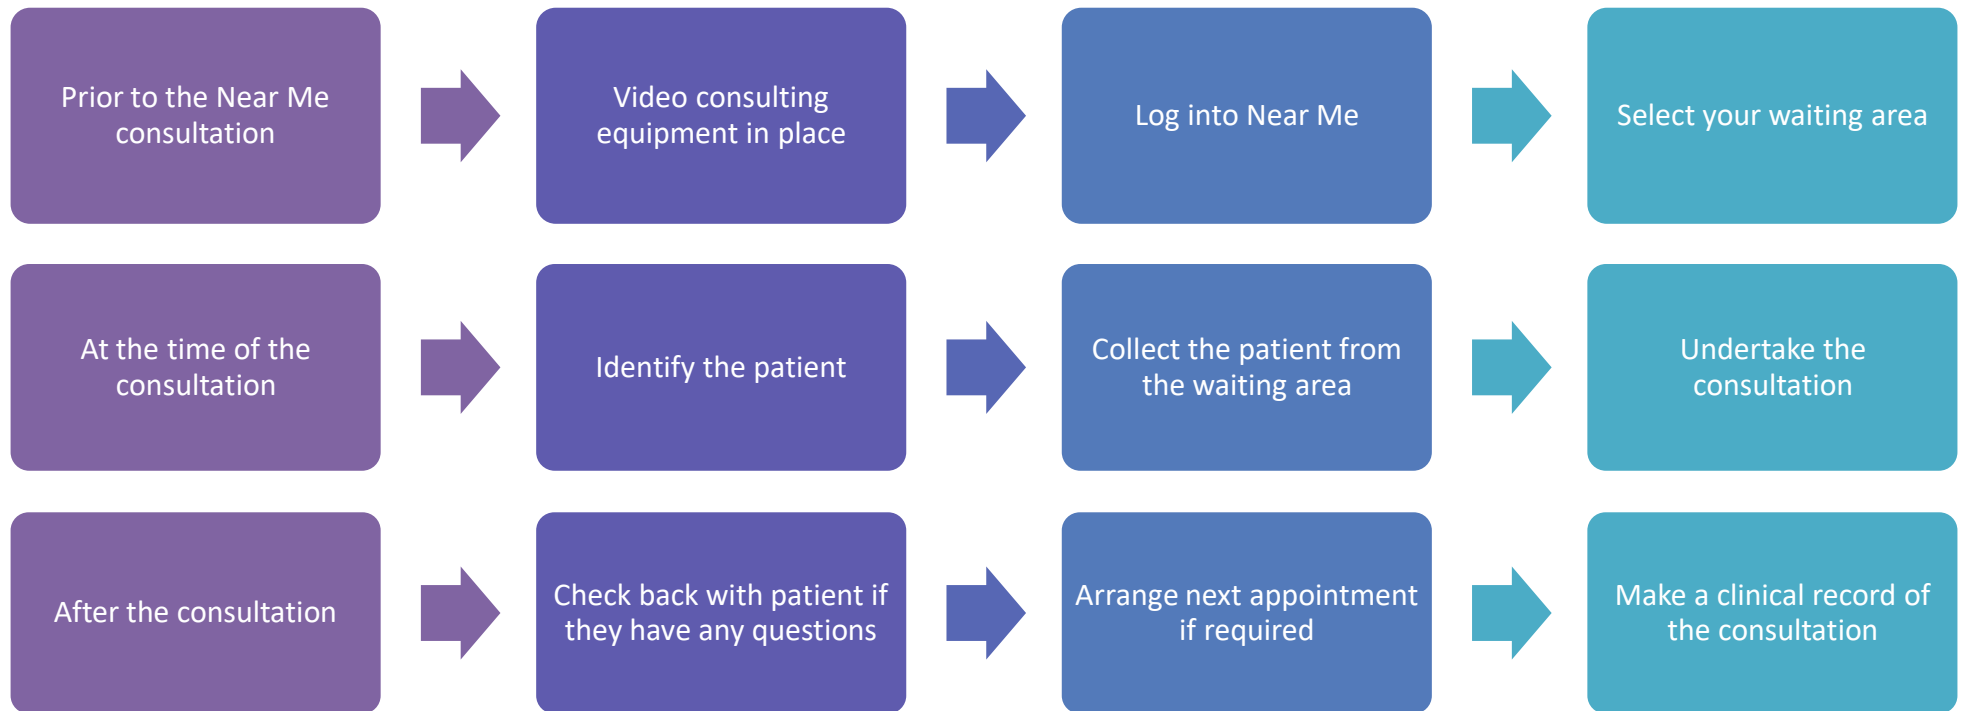 Prior to the Near Me
consultation
Video consulting
equipment in place
Log into Near Me
Select your waiting area
At the time of the
consultation
Identify the patient
Collect the patient from
the waiting area
Undertake the
consultation
After the consultation
Check back with patient if
they have any questions
Arrange next appointment
if required
Make a clinical record of
the consultation